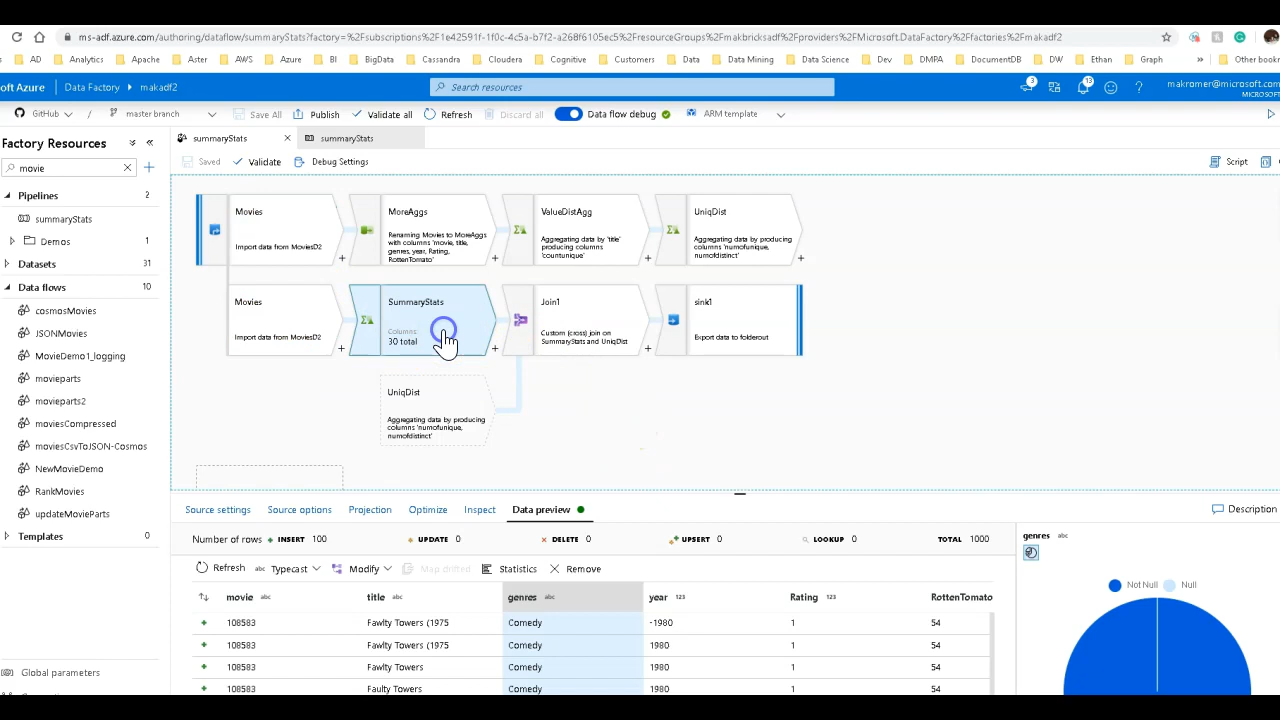 ms-adf.azure.com/authoring/dataflow/summaryStats?factory=%2Fsubscriptions%2F1e42591f-1f0c-4c5a-b7f2-a268f6105ec5%2FresourceGroups%2Fmakbricksadf%2Fproviders%2FMicrosoft.DataFactory%2Ffactories%2Fmakadf2
AD Analytics Apache Aster AWS Azure BI BigData Cassandra Cloudera Cognitive Customers Data Data Mining Data Science Dev DMPA DocumentDB DW Ethan Graph » Other bookr
oft Azure Data Factory makadf2 Search resources 3 13 makromer@microsoft.com
MICROSOFT
GitHub / master branch Save All Publish Validate all Refresh Discard all Data flow debug ARM template
Factory Resources
summaryStats
summaryStats
movie
Saved Validate Debug Settings Script
Pipelines 2
summaryStats
Demos 1
Datasets 31
Data flows 10
cosmosMovies
JSONMovies
MovieDemo1_logging
movieparts
movieparts2
moviesCompressed
moviesCsvToJSON-Cosmos
NewMovieDemo
RankMovies
updateMovieParts
Templates 0
Global parameters
Movies
Import data from MoviesD2
MoreAggs
Renaming Movies to MoreAggs
with columns 'movie, title,
genres, year, Rating,
RottenTomato'
ValueDistAgg
Aggregating data by 'title'
producing columns
'countunique'
UniqDist
Aggregating data by producing
columns 'numofunique,
numofdistinct'
Movies
Import data from MoviesD2
SummaryStats
Columns:
30 total
Join1
Custom (cross) join on
SummaryStats and UniqDist
sink1
Export data to folderout
UniqDist
Aggregating data by producing
columns 'numofunique,
numofdistinct'
Source settings Source options Projection Optimize Inspect Data preview Description
Number of rows + INSERT 100 UPDATE 0 × DELETE 0 UPSERT 0 LOOKUP 0 TOTAL 1000
Refresh abc Typecast Modify Map drifted Statistics Remove
movie abc title abc genres abc year 123 Rating 123 RottenTomato
+ 108583 Fawlty Towers (1975 Comedy -1980 1 54
+ 108583 Fawlty Towers (1975 Comedy 1980 1 54
+ 108583 Fawlty Towers Comedy 1980 1 54
+ 108583 Faulty Towers Comedy 1980 1 54
genres abc
Not Null Null